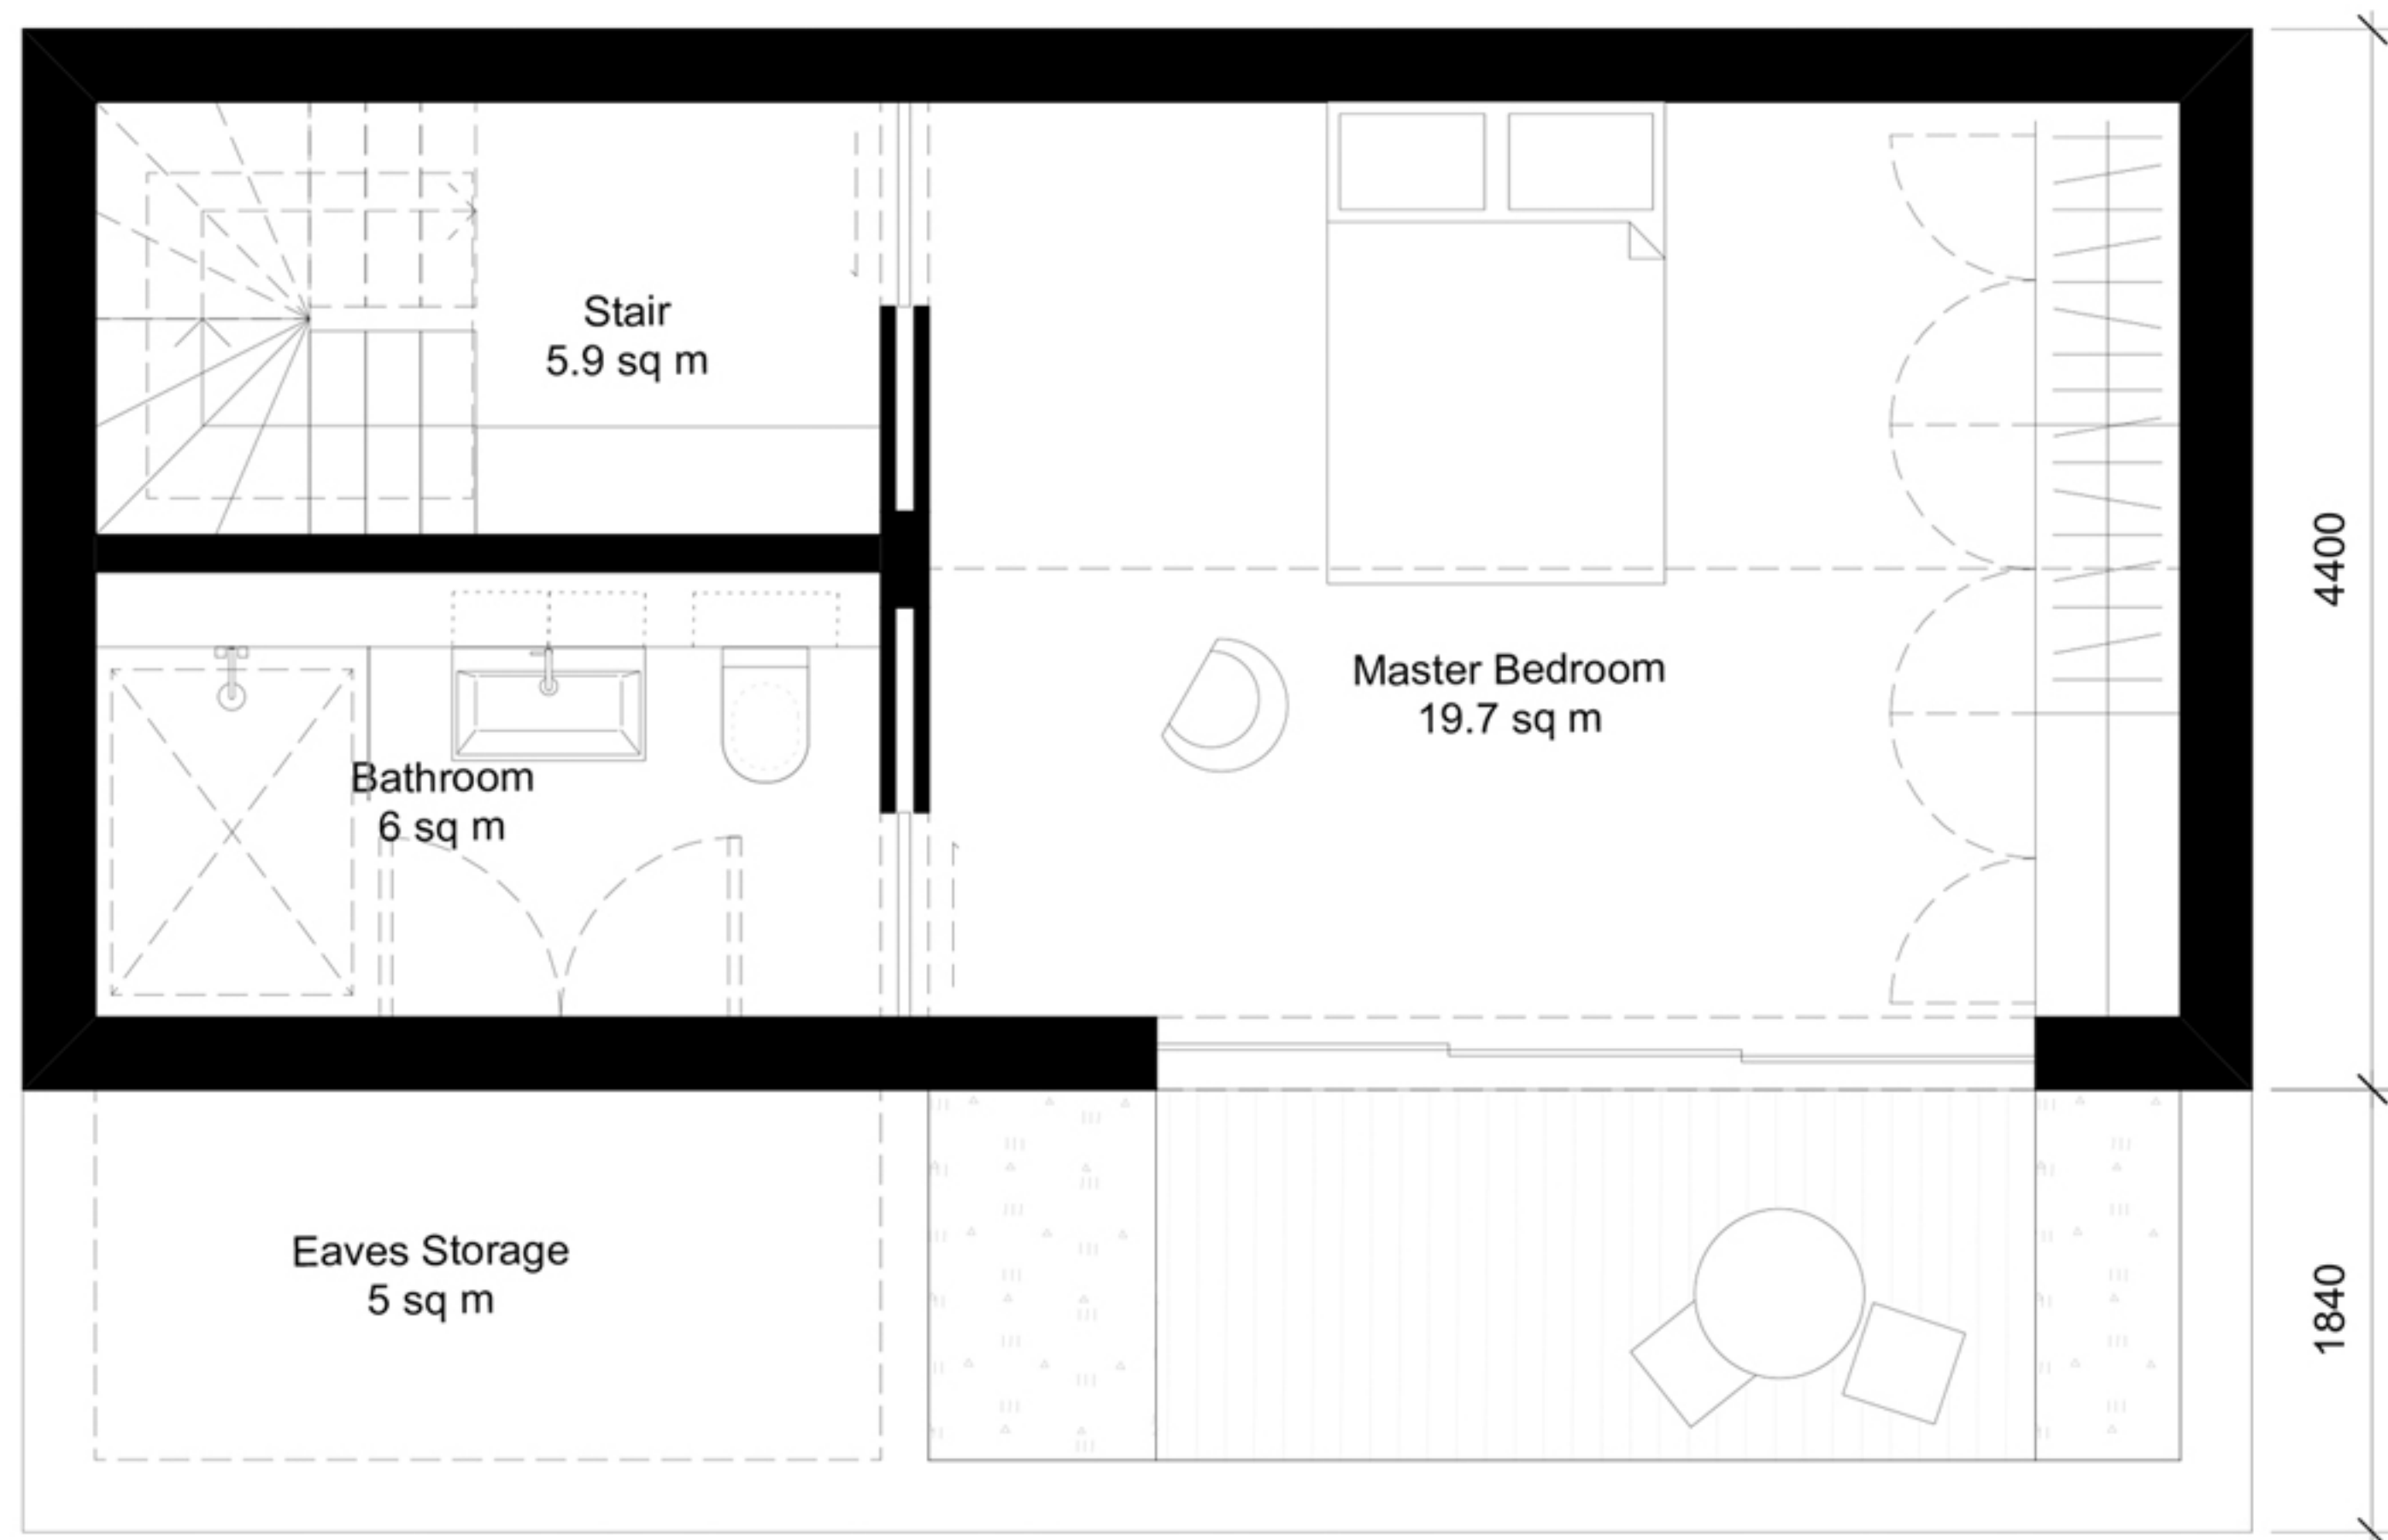 Stair
5.9 sq m
4400
Master Bedroom
19.7 sq m
Bathroom
6 sq m
Eaves Storage
5 sq m
1840